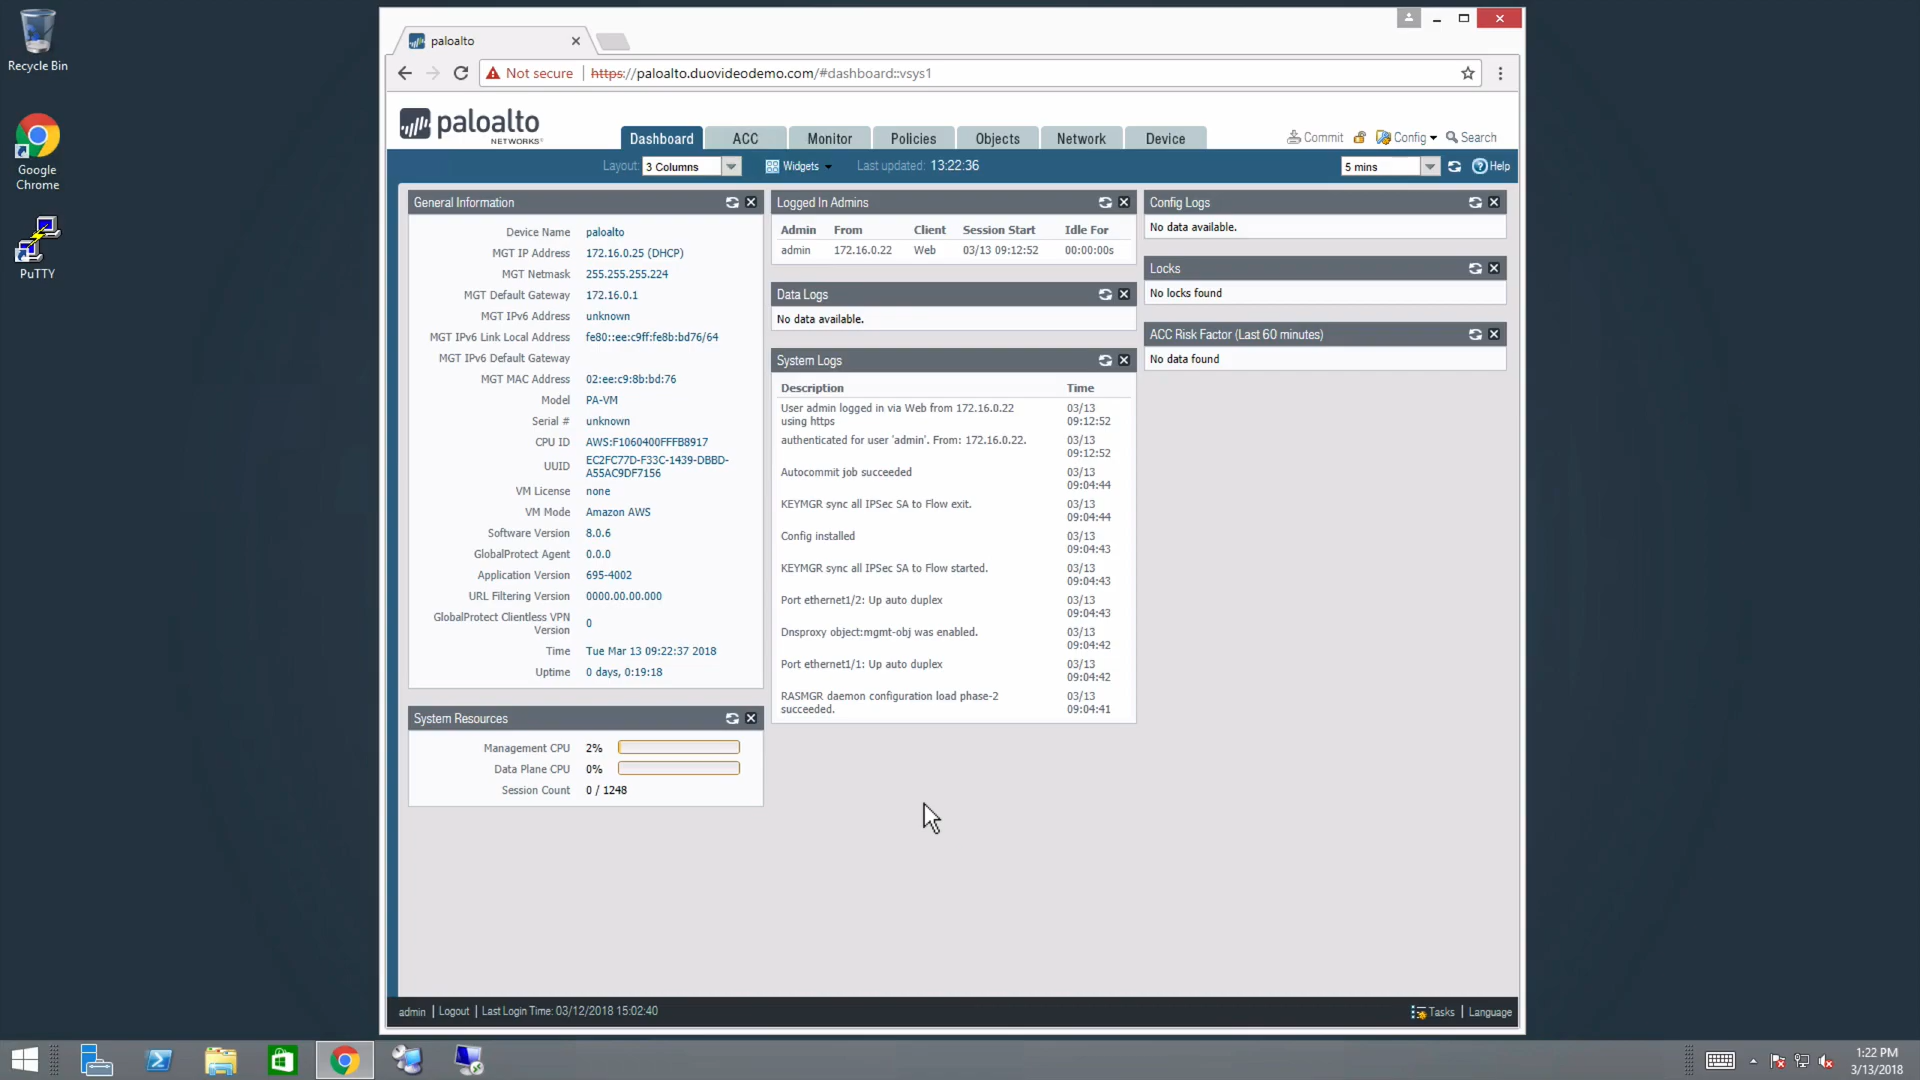 Recycle Bin
Google
Chrome
PuTTY
paloalto
Not secure
https://paloalto.duovideodemo.com/#dashboard::vsys1
paloalto
NETWORKS®
Dashboard
ACC
Monitor
Policies
Objects
Network
Device
Commit
Config
Search
Layout: 3 Columns
Widgets
Last updated: 13:22:36
5 mins
Help
General Information
Device Name paloalto
MGT IP Address 172.16.0.25 (DHCP)
MGT Netmask 255.255.255.224
MGT Default Gateway 172.16.0.1
MGT IPv6 Address unknown
MGT IPv6 Link Local Address fe80::ee:c9ff:fe8b:bd76/64
MGT IPv6 Default Gateway
MGT MAC Address 02:ee:c9:8b:bd:76
Model PA-VM
Serial # unknown
CPU ID AWS:F1060400FFFB8917
UUID EC2FC77D-F33C-1439-DBBD-
A55AC9DF7156
VM License none
VM Mode Amazon AWS
Software Version 8.0.6
GlobalProtect Agent 0.0.0
Application Version 695-4002
URL Filtering Version 0000.00.00.000
GlobalProtect Clientless VPN
Version 0
Time Tue Mar 13 09:22:37 2018
Uptime 0 days, 0:19:18
System Resources
Management CPU 2%
Data Plane CPU 0%
Session Count 0 / 1248
Logged In Admins
Admin From Client Session Start Idle For
admin 172.16.0.22 Web 03/13 09:12:52 00:00:00s
Data Logs
No data available.
System Logs
Description Time
User admin logged in via Web from 172.16.0.22 03/13
using https 09:12:52
authenticated for user 'admin'. From: 172.16.0.22. 03/13
09:12:52
Autocommit job succeeded 03/13
09:04:44
KEYMGR sync all IPSec SA to Flow exit. 03/13
09:04:44
Config installed 03/13
09:04:43
KEYMGR sync all IPSec SA to Flow started. 03/13
09:04:43
Port ethernet1/2: Up auto duplex 03/13
09:04:43
Dnsproxy object:mgmt-obj was enabled. 03/13
09:04:42
Port ethernet1/1: Up auto duplex 03/13
09:04:42
RASMGR daemon configuration load phase-2 03/13
succeeded. 09:04:41
Config Logs
No data available.
Locks
No locks found
ACC Risk Factor (Last 60 minutes)
No data found
admin | Logout | Last Login Time: 03/12/2018 15:02:40
Tasks | Language
1:22 PM
3/13/2018